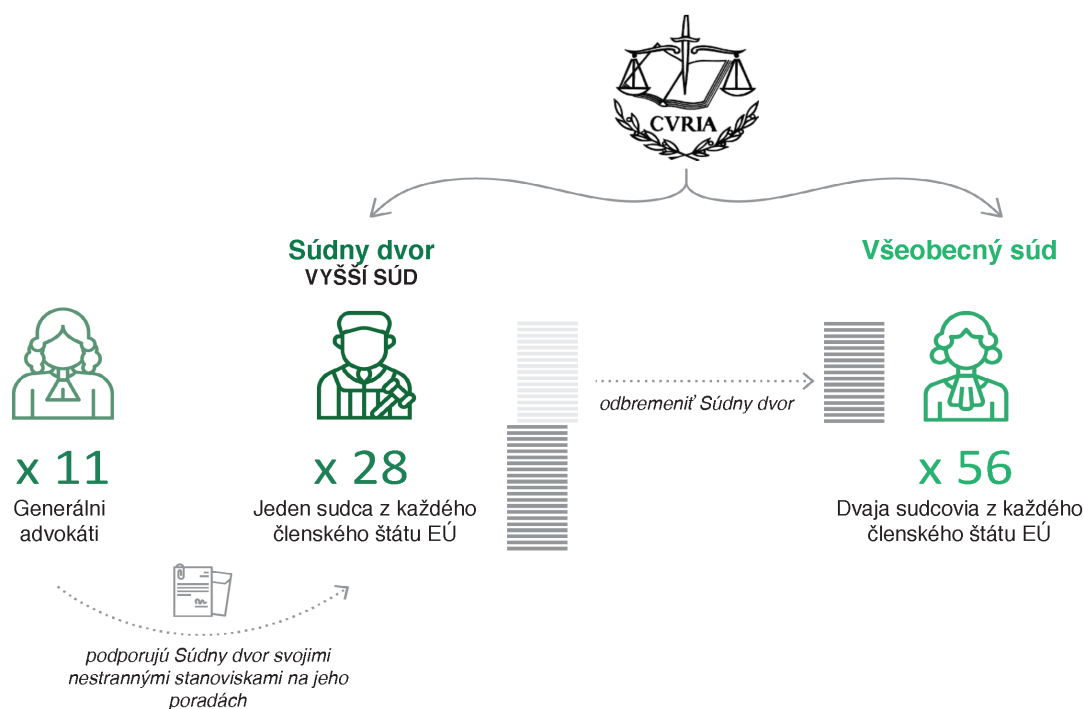 CVRIA
Súdny dvor
VYŠŠÍ SÚD
Všeobecný súd
x 11
Generálni
advokáti
x 28
Jeden sudca z každého
členského štátu EÚ
odbremeniť Súdny dvor
x 56
Dvaja sudcovia z každého
členského štátu EÚ
podporujú Súdny dvor svojimi
nestrannými stanoviskami na jeho
poradách